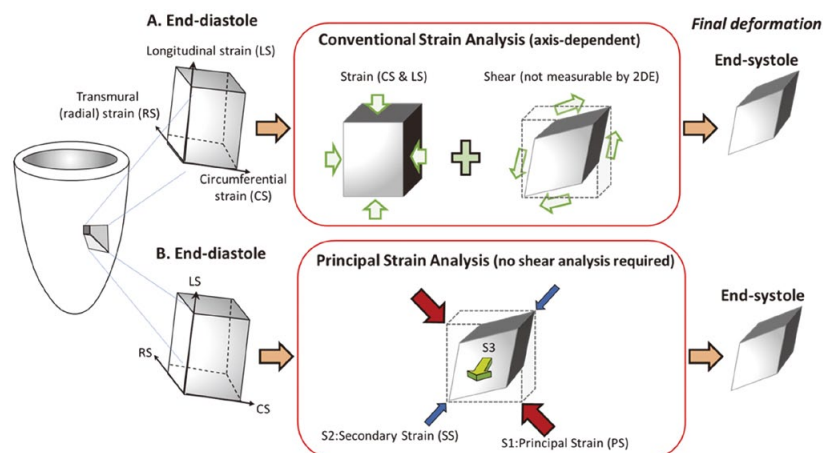 A. End-diastole
Longitudinal strain (LS)
Transmural
(radial) strain (RS)
Circumferential
strain (CS)
Conventional Strain Analysis (axis-dependent)
Strain (CS & LS)
Shear (not measurable by 2DE)
Final deformation
End-systole
B. End-diastole
LS
RS
CS
Principal Strain Analysis (no shear analysis required)
S3
S2:Secondary Strain (SS)
S1:Principal Strain (PS)
End-systole